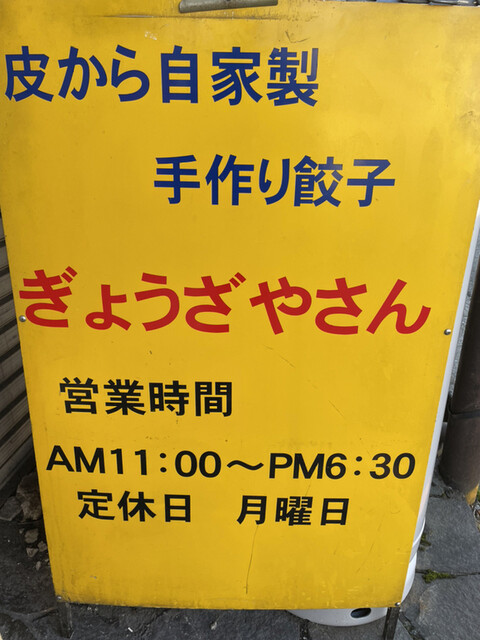 皮から自家製
手作り餃子
ぎょうざやさん
営業時間
AM11:00～PM6:30
定休日 月曜日